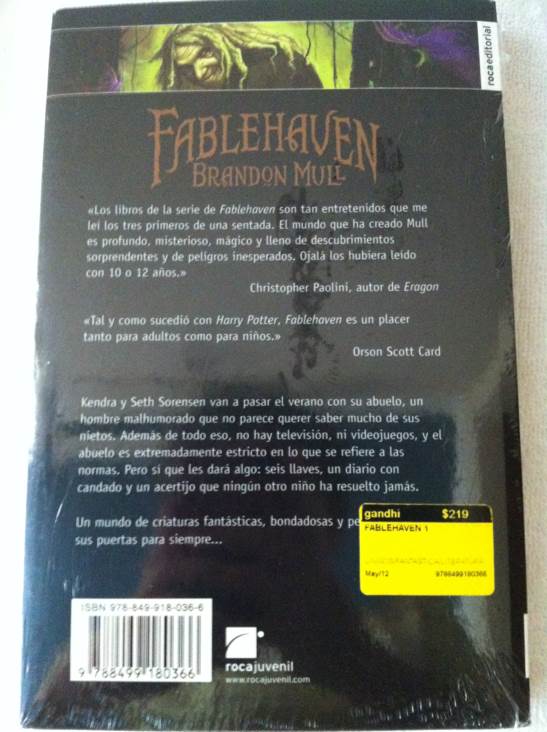 rocaeditorial
FABLEHAVEN
BRANDON MULL
«Los libros de la serie de Fablehaven son tan entretenidos que me
leí los tres primeros de una sentada. El mundo que ha creado Mull
es profundo, misterioso, mágico y lleno de descubrimientos
sorprendentes y de peligros inesperados. Ojalá los hubiera leído
con 10 o 12 años.»
Christopher Paolini, autor de Eragon
«Tal y como sucedió con Harry Potter, Fablehaven es un placer
tanto para adultos como para niños.»
Orson Scott Card
Kendra y Seth Sorensen van a pasar el verano con su abuelo, un
hombre malhumorado que no parece querer saber mucho de sus
nietos. Además de todo eso, no hay televisión, ni videojuegos, y el
abuelo es extremadamente estricto en lo que se refiere a las
normas. Pero sí que les dará algo: seis llaves, un diario con
candado y un acertijo que ningún otro niño ha resuelto jamás.
Un mundo de criaturas fantásticas, bondadosas y pe
sus puertas para siempre...
gandhi $219
FABLEHAVEN 1
May/12 9788499180366
ISBN 978-849-918-036-6
9 788499 180366
rocajuvenil
www.rocajuvenil.com